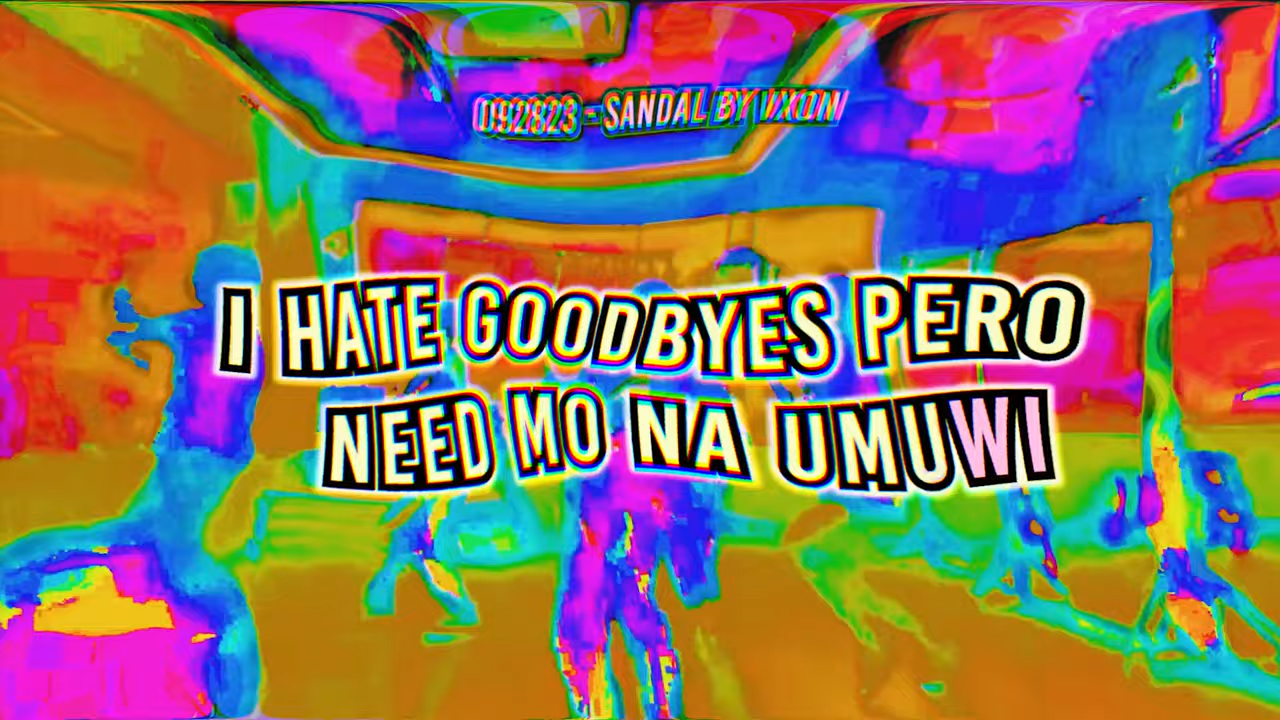 092823 - SANDAL BY VXON
I HATE GOODBYES PERO
NEED MO NA UMUWI